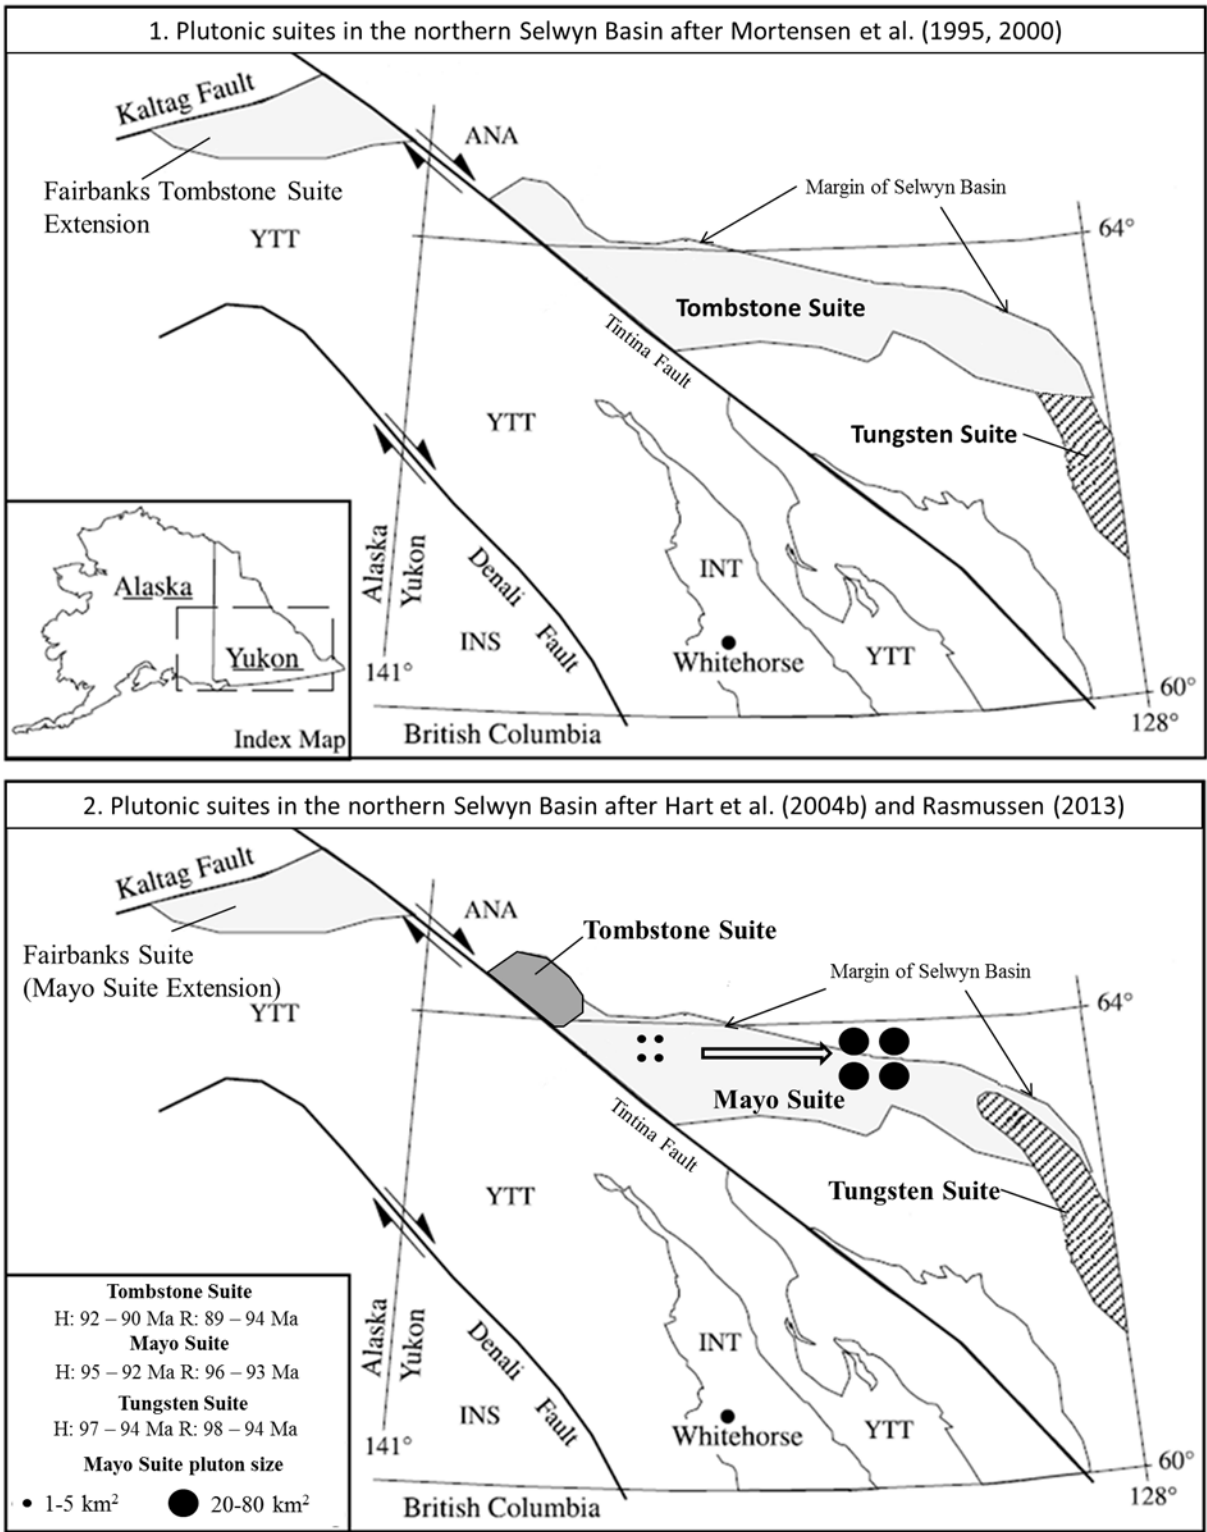 1. Plutonic suites in the northern Selwyn Basin after Mortensen et al. (1995, 2000)
Kaltag Fault
ANA
Fairbanks Tombstone Suite
Extension
Margin of Selwyn Basin
YTT
64°
Tombstone Suite
Tintina Fault
YTT
Tungsten Suite
Alaska
Yukon
Denali
Fault
INT
INS
Whitehorse
YTT
141°
60°
128°
British Columbia
Alaska
Yukon
Index Map
2. Plutonic suites in the northern Selwyn Basin after Hart et al. (2004b) and Rasmussen (2013)
Kaltag Fault
ANA
Tombstone Suite
Fairbanks Suite
(Mayo Suite Extension)
Margin of Selwyn Basin
YTT
64°
Mayo Suite
Tintina Fault
YTT
Tungsten Suite
Alaska
Yukon
Denali
Fault
INT
INS
Whitehorse
YTT
141°
60°
128°
British Columbia
Tombstone Suite
H: 92 – 90 Ma R: 89 – 94 Ma
Mayo Suite
H: 95 – 92 Ma R: 96 – 93 Ma
Tungsten Suite
H: 97 – 94 Ma R: 98 – 94 Ma
Mayo Suite pluton size
1-5 km²
20-80 km²